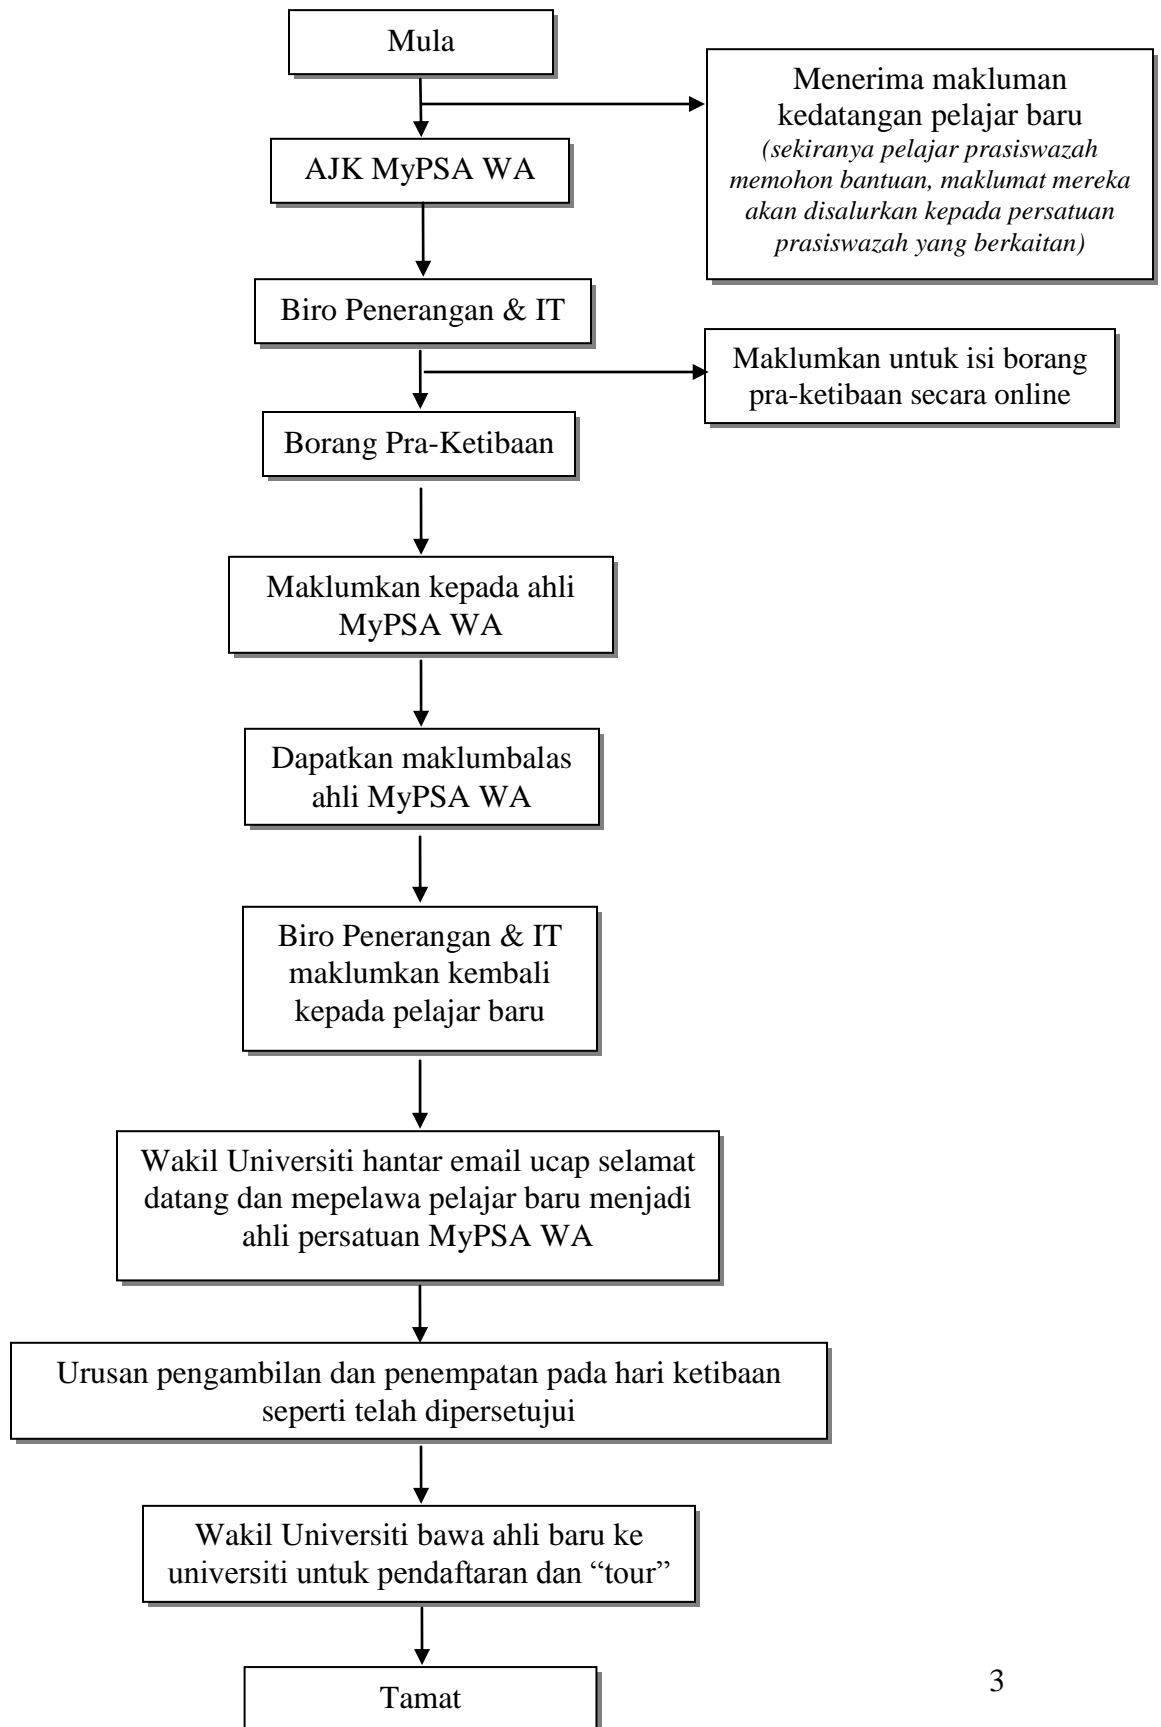 Mula
Menerima makluman
kedatangan pelajar baru
(sekiranya pelajar prasiswazah
memohon bantuan, maklumat mereka
akan disalurkan kepada persatuan
prasiswazah yang berkaitan)
AJK MyPSA WA
Biro Penerangan & IT
Maklumkan untuk isi borang
pra-ketibaan secara online
Borang Pra-Ketibaan
Maklumkan kepada ahli
MyPSA WA
Dapatkan maklumbalas
ahli MyPSA WA
Biro Penerangan & IT
maklumkan kembali
kepada pelajar baru
Wakil Universiti hantar email ucap selamat
datang dan mepelawa pelajar baru menjadi
ahli persatuan MyPSA WA
Urusan pengambilan dan penempatan pada hari ketibaan
seperti telah dipersetujui
Wakil Universiti bawa ahli baru ke
universiti untuk pendaftaran dan “tour”
Tamat
3